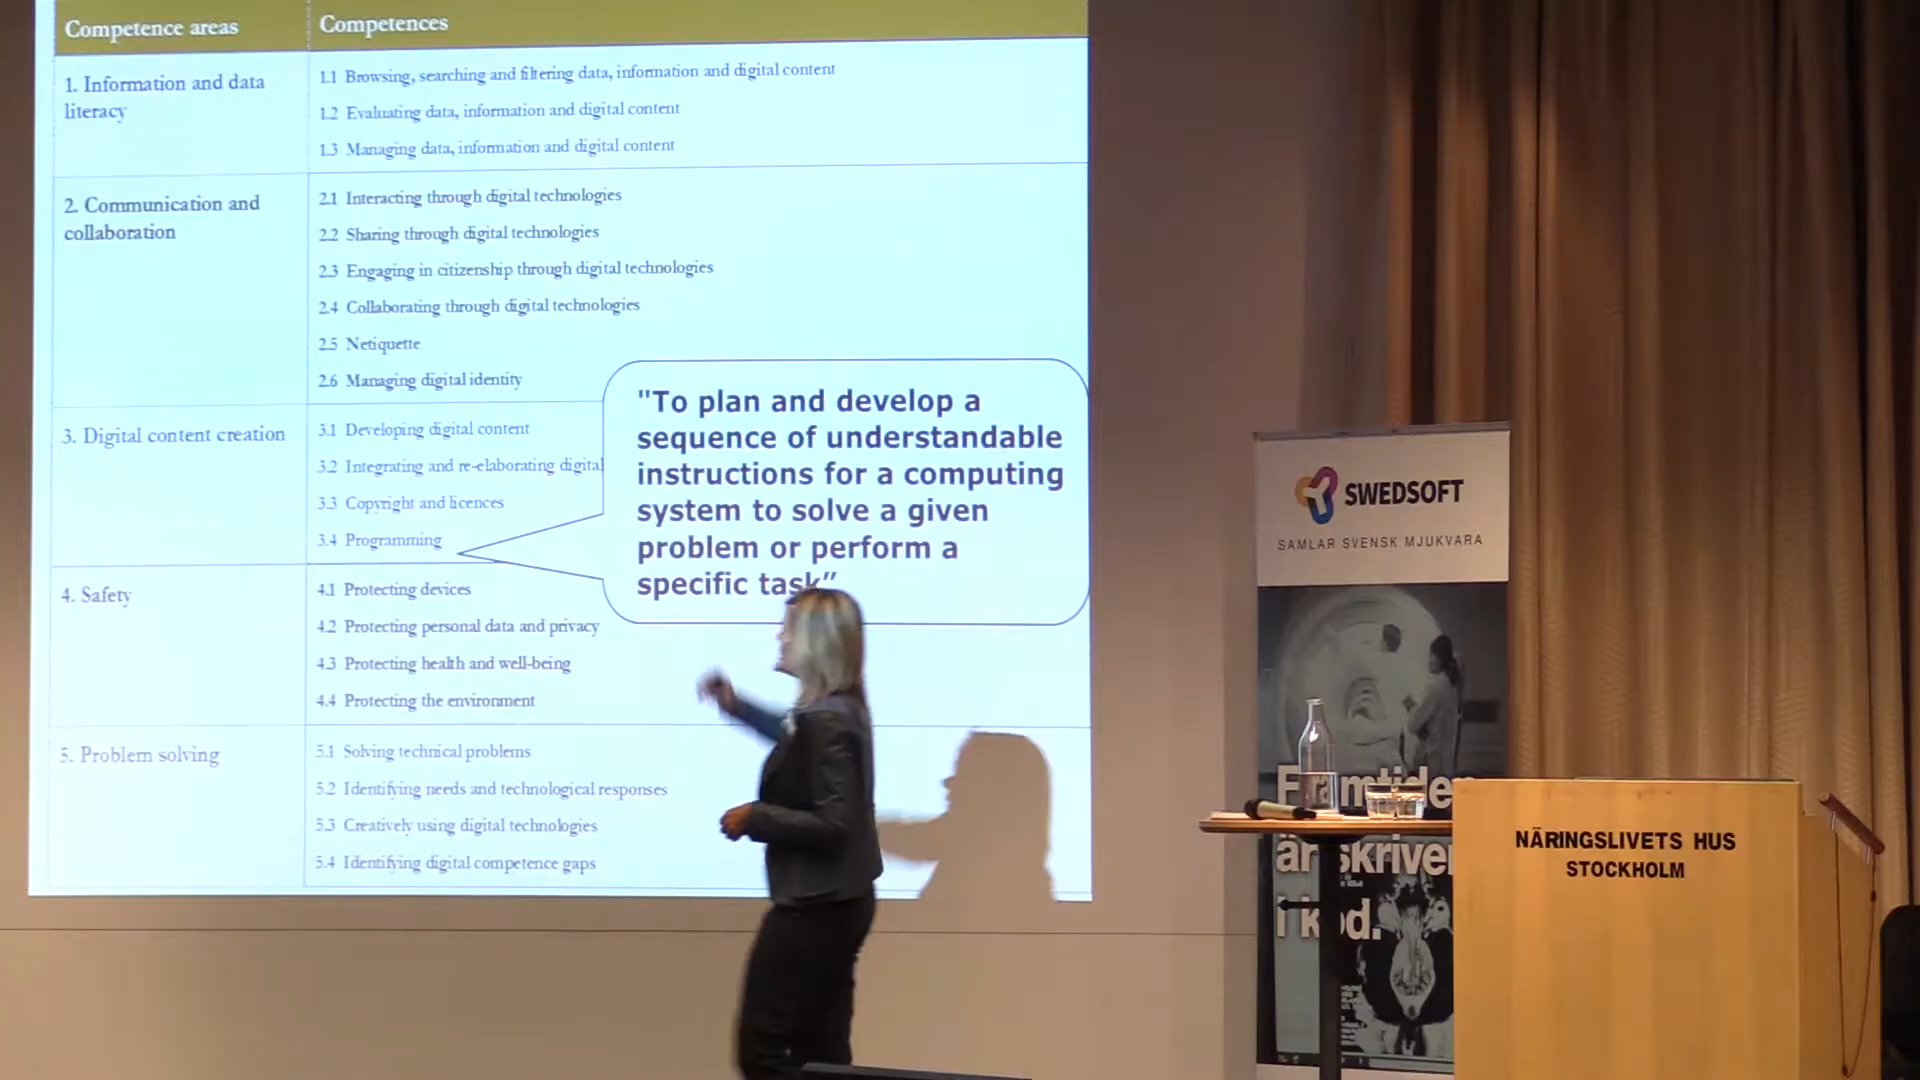 Competence areas
Competences
1. Information and data
literacy
1.1 Browsing, searching and filtering data, information and digital content
1.2 Evaluating data, information and digital content
1.3 Managing data, information and digital content
2. Communication and
collaboration
2.1 Interacting through digital technologies
2.2 Sharing through digital technologies
2.3 Engaging in citizenship through digital technologies
2.4 Collaborating through digital technologies
2.5 Netiquette
2.6 Managing digital identity
3. Digital content creation
3.1 Developing digital content
3.2 Integrating and re-elaborating digital
3.3 Copyright and licences
3.4 Programming
"To plan and develop a
sequence of understandable
instructions for a computing
system to solve a given
problem or perform a
specific task”
4. Safety
4.1 Protecting devices
4.2 Protecting personal data and privacy
4.3 Protecting health and well-being
4.4 Protecting the environment
5. Problem solving
5.1 Solving technical problems
5.2 Identifying needs and technological responses
5.3 Creatively using digital technologies
5.4 Identifying digital competence gaps
SWEDSOFT
SAMLAR SVENSK MJUKVARA
Framtiden
är skriven
i kod.
NÄRINGSLIVETS HUS
STOCKHOLM